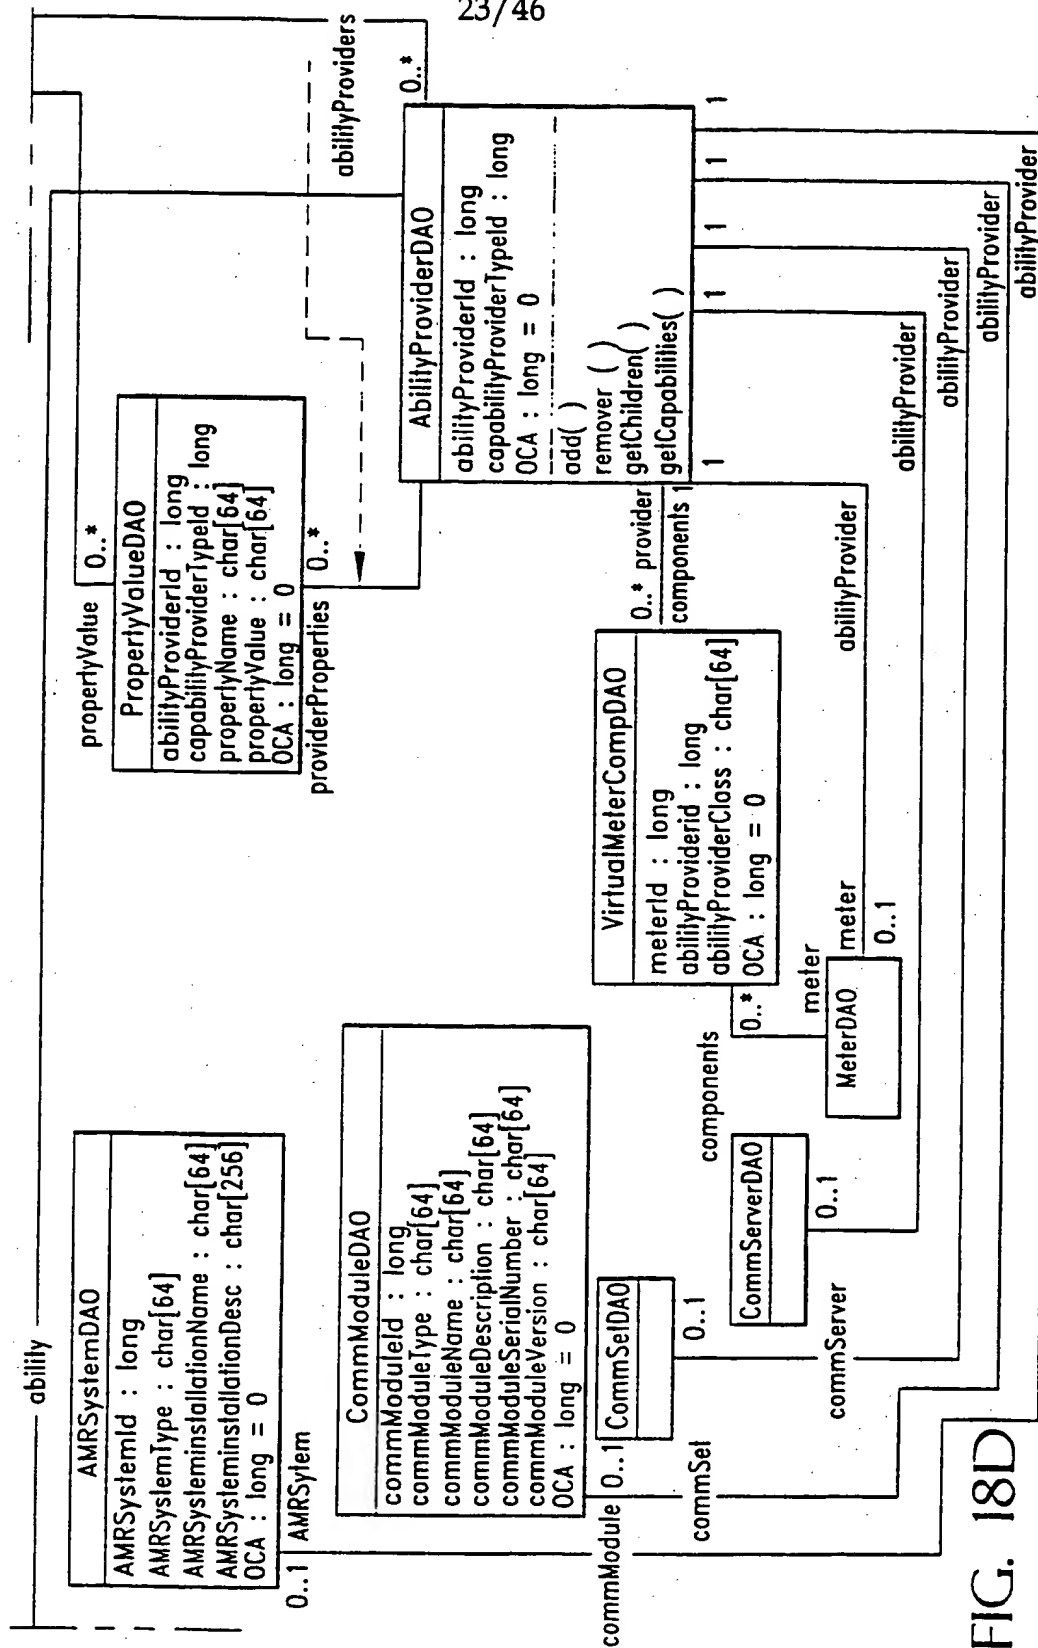 23/46
ability
AMRSystemDAO
AMRSystemId : long
AMRSystemType : char[64]
AMRSysteminstallationName : char[64]
AMRSysteminstallationDesc : char[256]
OCA : long = 0
0..1 AMRSytem
propertyValue 0..*
PropertyValueDAO
abilityProviderId : long
capabilityProviderTypeId : long
propertyName : char[64]
propertyValue : char[64]
OCA : long = 0
providerProperties 0..*
abilityProviders
0..*
CommModuleDAO
commModuleId : long
commModuleType : char[64]
commModuleName : char[64]
commModuleDescription : char[64]
commModuleSerialNumber : char[64]
commModuleVersion : char[64]
OCA : long = 0
commModule 0..1
AbilityProviderDAO
abilityProviderId : long
capabilityProviderTypeId : long
OCA : long = 0
add( )
remover ( )
getChildren( )
getCapabilities( )
VirtualMeterCompDAO
meterId : long
abilityProviderid : long
abilityProviderClass : char[64]
OCA : long = 0
0..* provider
components 1
components 0..*
meter
CommSetDAO
commSet
0..1
CommServerDAO
0..1
commServer
MeterDAO
meter
0..1
abilityProvider
1
abilityProvider
1
abilityProvider
1
abilityProvider
1
abilityProvider
1
FIG. 18D